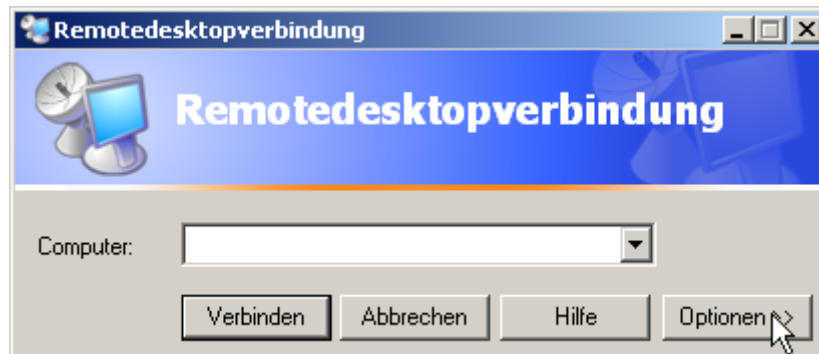 Remotedesktopverbindung
Remotedesktopverbindung
Computer:
Verbinden Abbrechen Hilfe Optionen >>